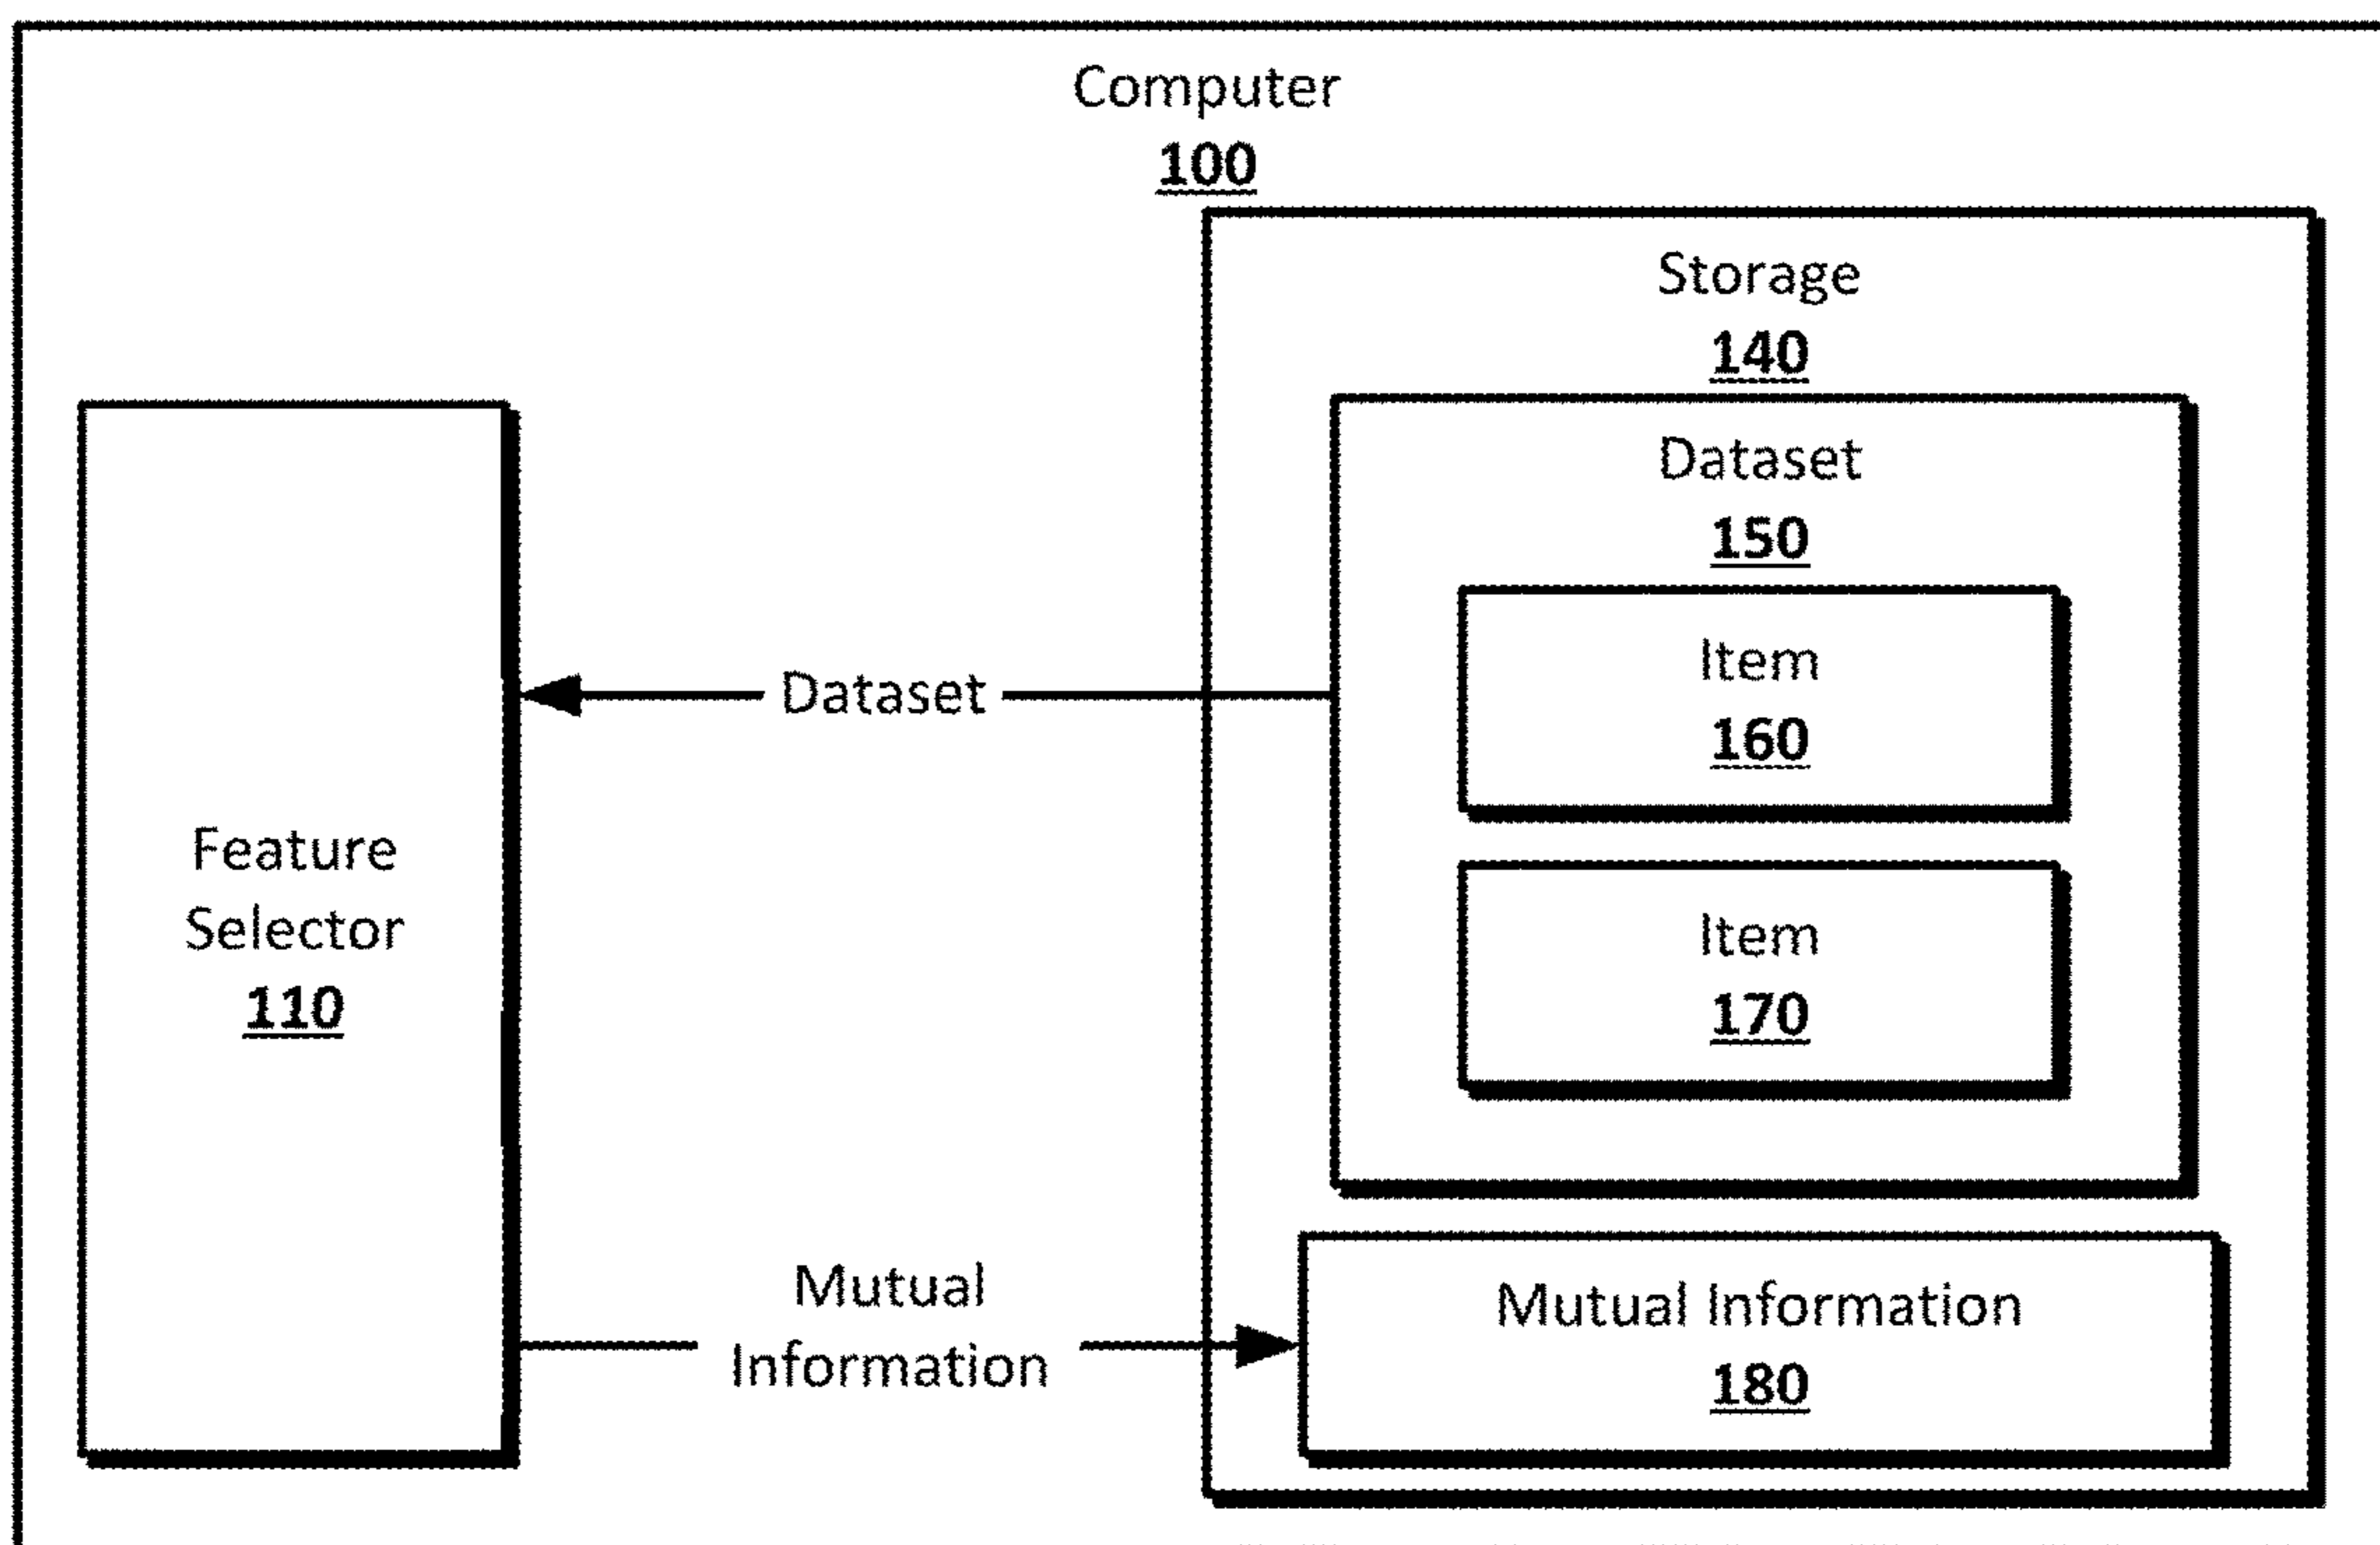 Computer
100
Storage
140
Dataset
150
Item
160
Item
170
Dataset
Feature
Selector
110
Mutual
Information
Mutual Information
180